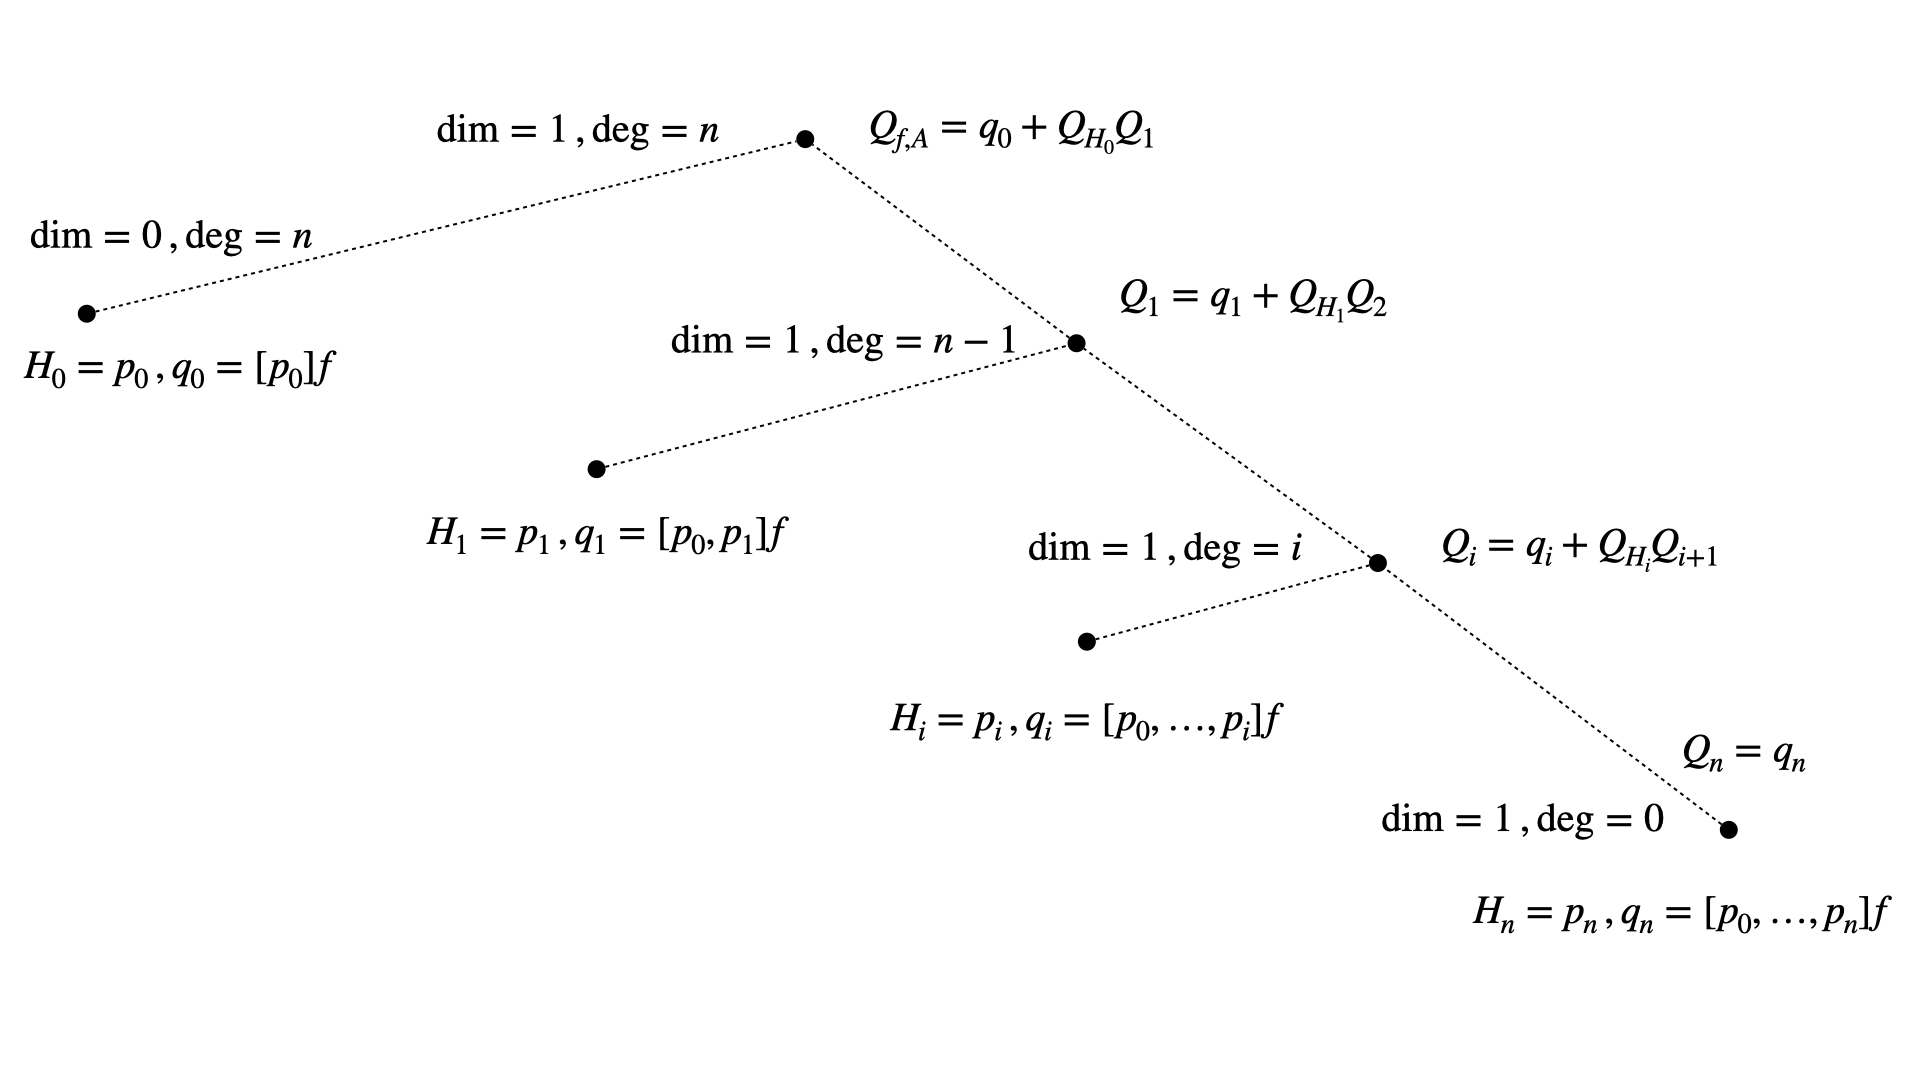 dim = 1 , deg = n
Q_{f,A} = q_0 + Q_{H_0}Q_1
dim = 0 , deg = n
H_0 = p_0 , q_0 = [p_0]f
Q_1 = q_1 + Q_{H_1}Q_2
dim = 1 , deg = n − 1
H_1 = p_1 , q_1 = [p_0, p_1]f
dim = 1 , deg = i
Q_i = q_i + Q_{H_i}Q_{i+1}
H_i = p_i , q_i = [p_0, …, p_i]f
Q_n = q_n
dim = 1 , deg = 0
H_n = p_n , q_n = [p_0, …, p_n]f